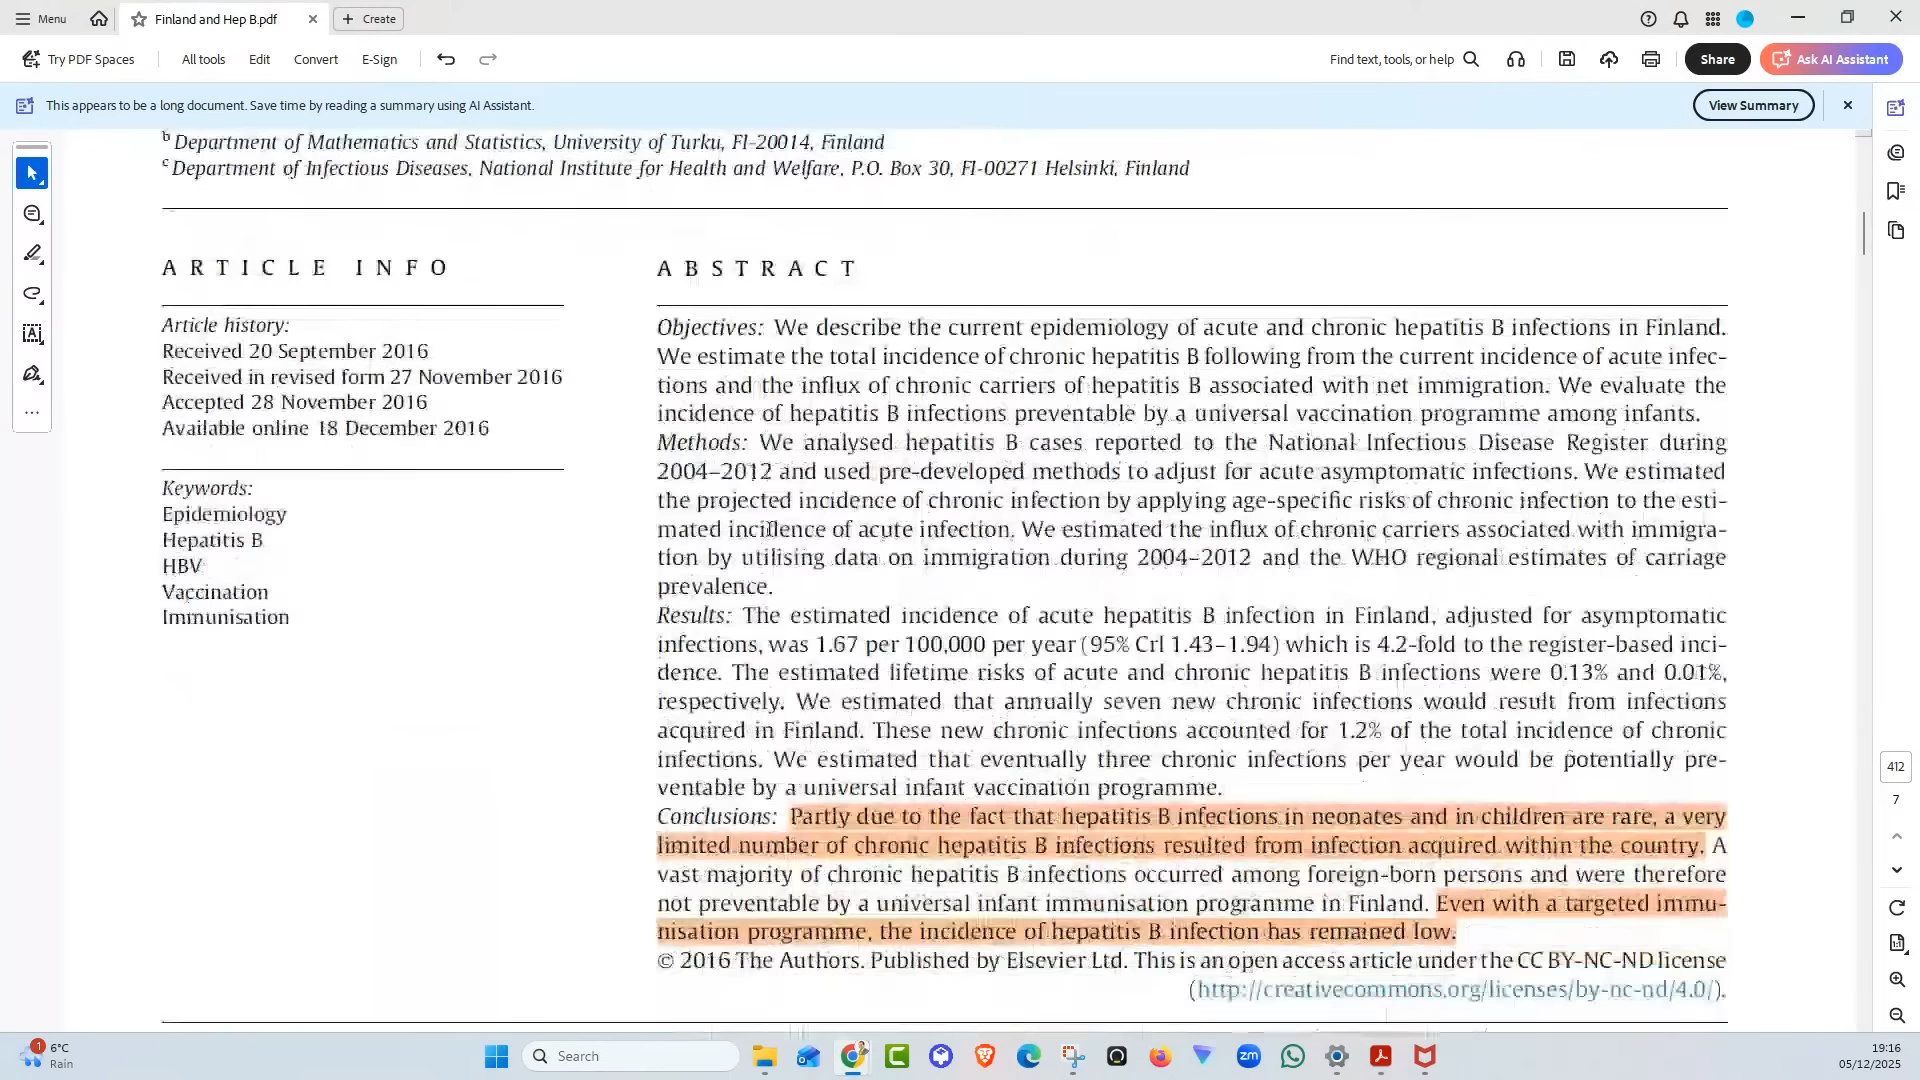 Menu
Finland and Hep B.pdf
Create
Try PDF Spaces
All tools
Edit
Convert
E-Sign
Find text, tools, or help
Share
Ask AI Assistant
This appears to be a long document. Save time by reading a summary using AI Assistant.
View Summary
b Department of Mathematics and Statistics, University of Turku, FI-20014, Finland
c Department of Infectious Diseases, National Institute for Health and Welfare, P.O. Box 30, FI-00271 Helsinki, Finland
ARTICLE INFO
Article history:
Received 20 September 2016
Received in revised form 27 November 2016
Accepted 28 November 2016
Available online 18 December 2016
Keywords:
Epidemiology
Hepatitis B
HBV
Vaccination
Immunisation
ABSTRACT
Objectives: We describe the current epidemiology of acute and chronic hepatitis B infections in Finland.
We estimate the total incidence of chronic hepatitis B following from the current incidence of acute infec-
tions and the influx of chronic carriers of hepatitis B associated with net immigration. We evaluate the
incidence of hepatitis B infections preventable by a universal vaccination programme among infants.
Methods: We analysed hepatitis B cases reported to the National Infectious Disease Register during
2004–2012 and used pre-developed methods to adjust for acute asymptomatic infections. We estimated
the projected incidence of chronic infection by applying age-specific risks of chronic infection to the esti-
mated incidence of acute infection. We estimated the influx of chronic carriers associated with immigra-
tion by utilising data on immigration during 2004–2012 and the WHO regional estimates of carriage
prevalence.
Results: The estimated incidence of acute hepatitis B infection in Finland, adjusted for asymptomatic
infections, was 1.67 per 100,000 per year (95% CrI 1.43–1.94) which is 4.2-fold to the register-based inci-
dence. The estimated lifetime risks of acute and chronic hepatitis B infections were 0.13% and 0.01%,
respectively. We estimated that annually seven new chronic infections would result from infections
acquired in Finland. These new chronic infections accounted for 1.2% of the total incidence of chronic
infections. We estimated that eventually three chronic infections per year would be potentially pre-
ventable by a universal infant vaccination programme.
Conclusions: Partly due to the fact that hepatitis B infections in neonates and in children are rare, a very
limited number of chronic hepatitis B infections resulted from infection acquired within the country. A
vast majority of chronic hepatitis B infections occurred among foreign-born persons and were therefore
not preventable by a universal infant immunisation programme in Finland. Even with a targeted immu-
nisation programme, the incidence of hepatitis B infection has remained low.
© 2016 The Authors. Published by Elsevier Ltd. This is an open access article under the CC BY-NC-ND license
(http://creativecommons.org/licenses/by-nc-nd/4.0/).
412
7
1
6°C
Rain
Search
zm
19:16
05/12/2025